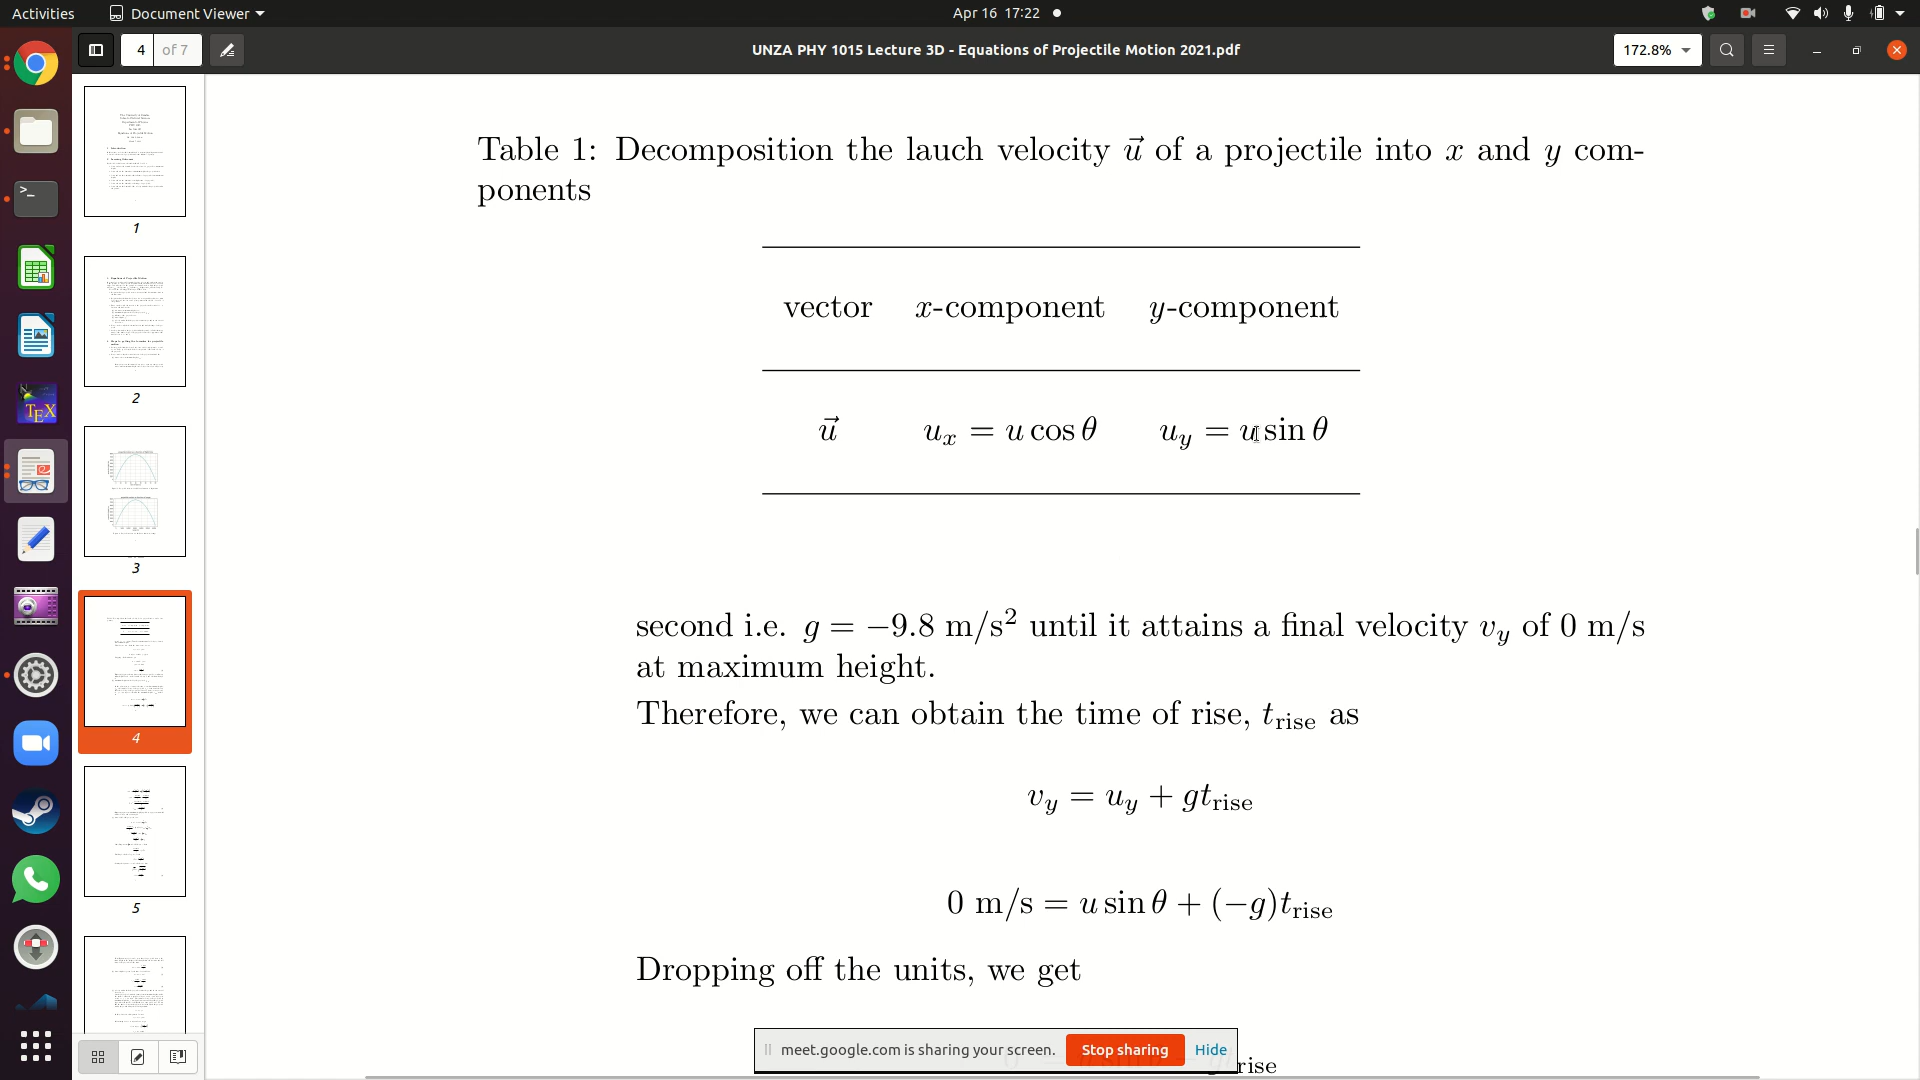 Activities
Document Viewer
Apr 16 17:22
4 of 7
UNZA PHY 1015 Lecture 3D - Equations of Projectile Motion 2021.pdf
172.8%
1
2
3
4
5
Table 1: Decomposition the lauch velocity u⃗ of a projectile into x and y com-
ponents
vector x-component y-component
u⃗ u_x = u cos θ u_y = u sin θ
second i.e. g = −9.8 m/s² until it attains a final velocity v_y of 0 m/s
at maximum height.
Therefore, we can obtain the time of rise, t_rise as
v_y = u_y + gt_rise
0 m/s = u sin θ + (−g)t_rise
Dropping off the units, we get
rise
meet.google.com is sharing your screen. Stop sharing Hide